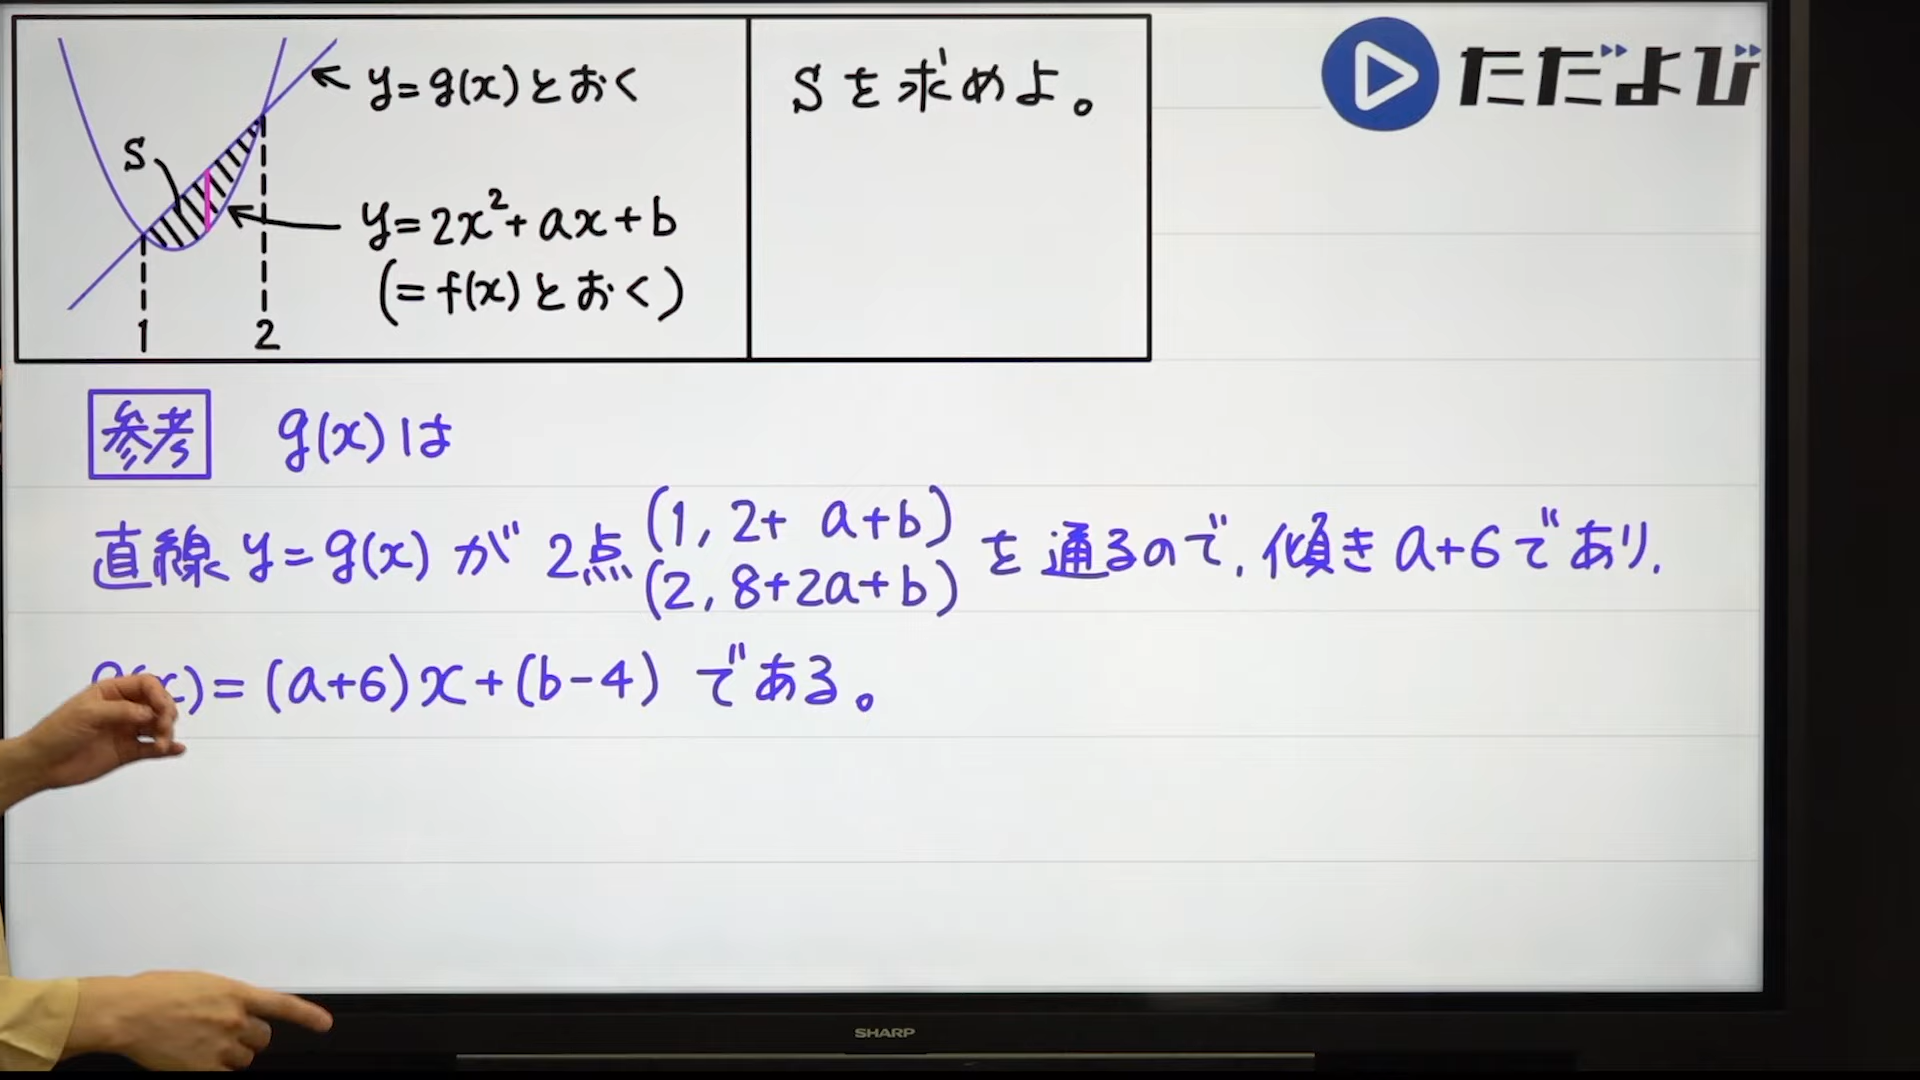 y=g(x)とおく
Sを求めよ。
ただよび
S
y=2x²+ax+b
(=f(x)とおく)
1
2
参考 g(x)は
直線 y=g(x) が 2点 (1, 2+ a+b)
(2, 8+2a+b) を通るので, 傾き a+6であり,
(x)=(a+6)x+(b-4) である。
SHARP